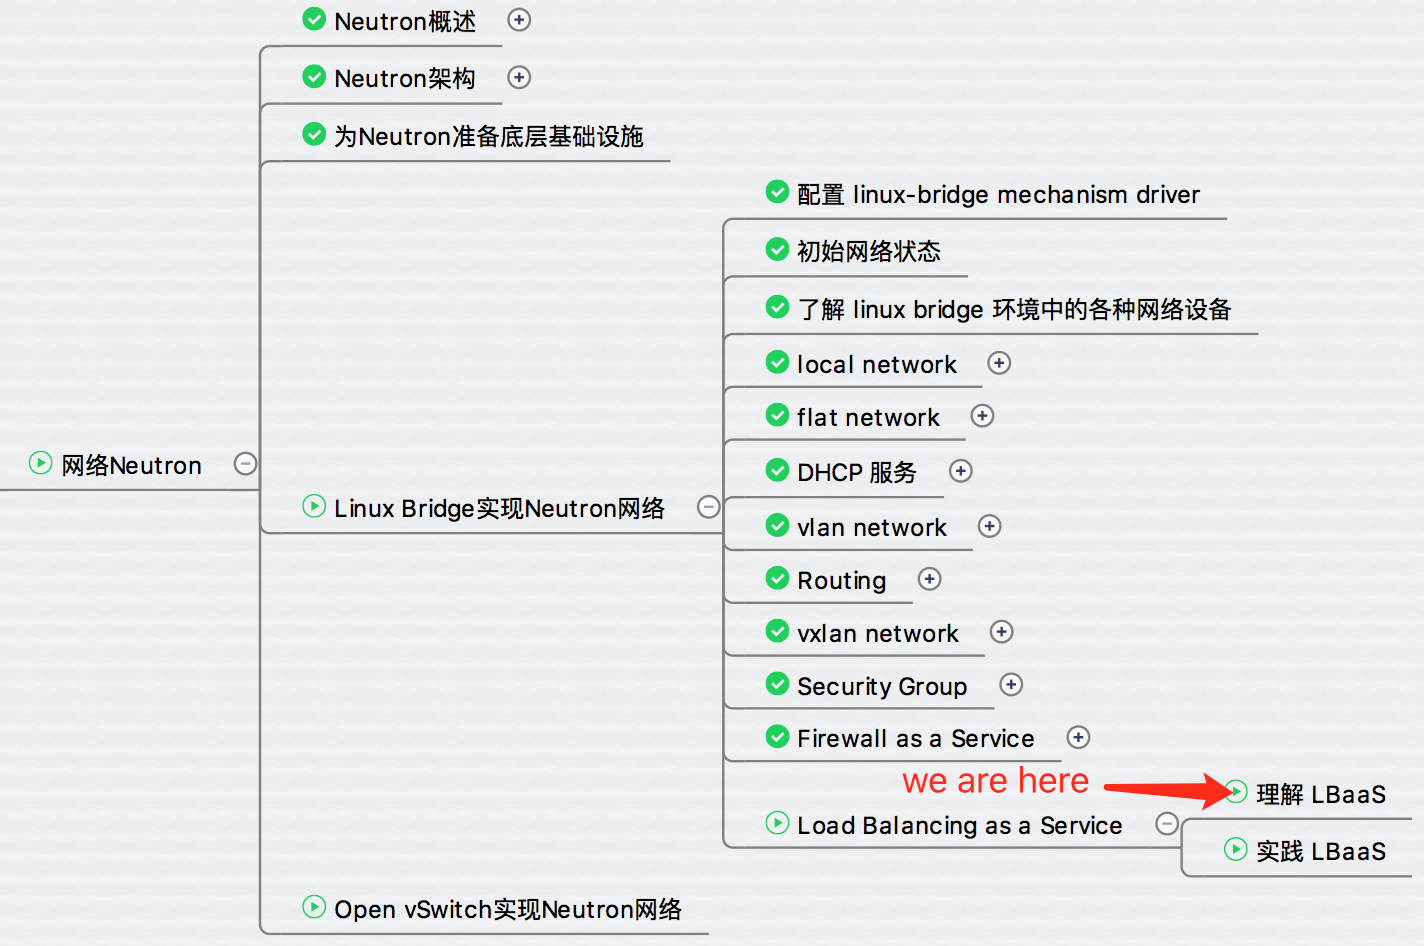 Neutron概述
Neutron架构
为Neutron准备底层基础设施
配置 linux-bridge mechanism driver
初始网络状态
了解 linux bridge 环境中的各种网络设备
local network
flat network
网络Neutron
DHCP 服务
Linux Bridge实现Neutron网络
vlan network
Routing
vxlan network
Security Group
Firewall as a Service
we are here
理解 LBaaS
Load Balancing as a Service
实践 LBaaS
Open vSwitch实现Neutron网络